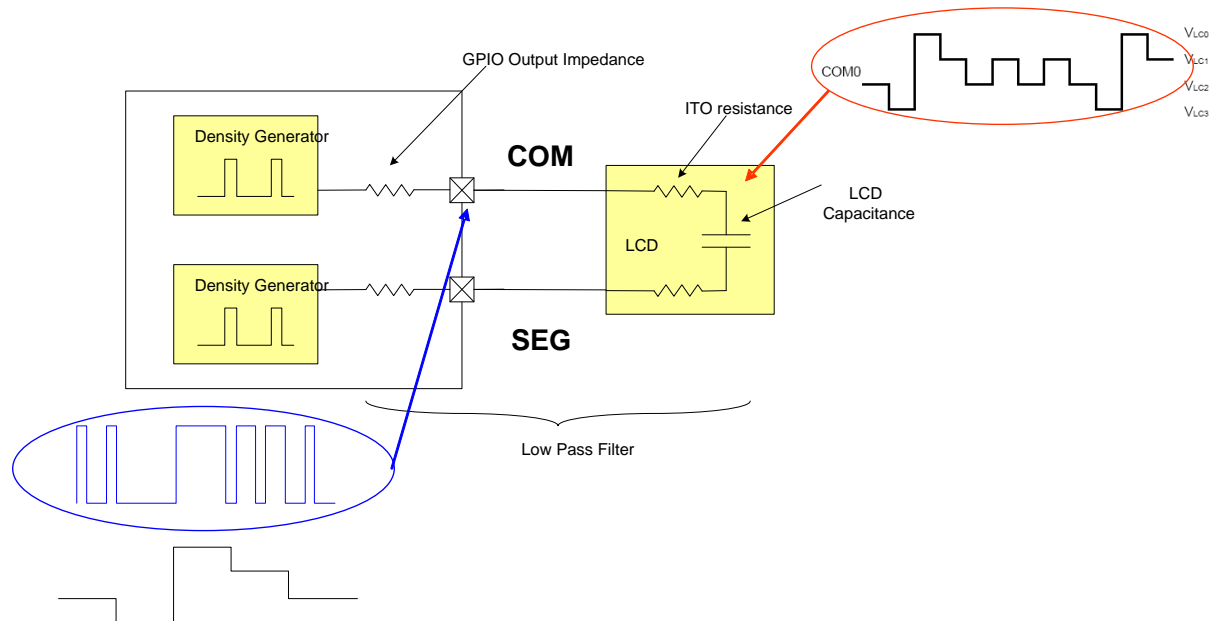 GPIO Output Impedance
COM0
VLC0
VLC1
VLC2
VLC3
ITO resistance
Density Generator
COM
LCD
Capacitance
LCD
Density Generator
SEG
Low Pass Filter